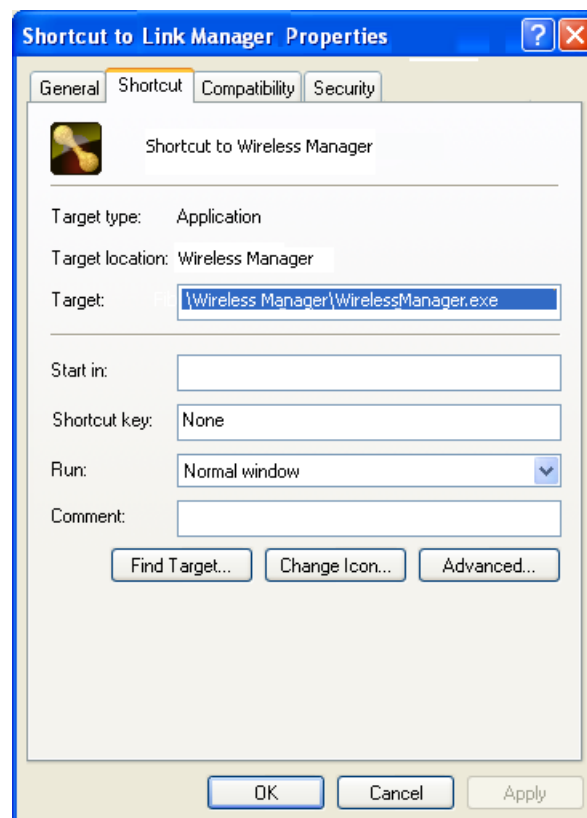 Shortcut to Link Manager Properties
General Shortcut Compatibility Security
Shortcut to Wireless Manager
Target type: Application
Target location: Wireless Manager
Target: \Wireless Manager\WirelessManager.exe
Start in:
Shortcut key: None
Run: Normal window
Comment:
Find Target... Change Icon... Advanced...
OK Cancel Apply